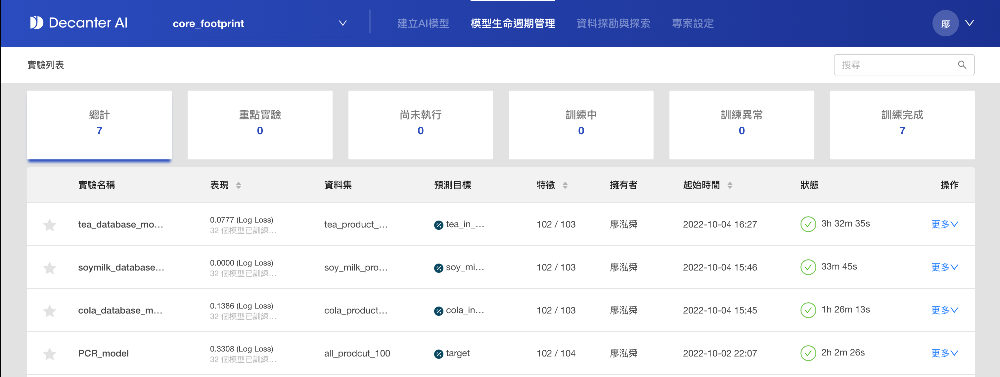 Decanter AI
core_footprint
建立AI模型
模型生命週期管理
資料探勘與探索
專案設定
廖
實驗列表
搜尋
總計
7
重點實驗
0
尚未執行
0
訓練中
0
訓練異常
0
訓練完成
7
實驗名稱 表現 資料集 預測目標 特徵 擁有者 起始時間 狀態 操作
tea_database_mo... 0.0777 (Log Loss) tea_product_... tea_in_... 102 / 103 廖泓舜 2022-10-04 16:27 3h 32m 35s 更多
32 個模型已訓練...
soymilk_database... 0.0000 (Log Loss) soy_milk_pro... soy_mi... 102 / 103 廖泓舜 2022-10-04 15:46 33m 45s 更多
32 個模型已訓練...
cola_database_m... 0.1386 (Log Loss) cola_product... cola_in... 102 / 103 廖泓舜 2022-10-04 15:45 1h 26m 13s 更多
32 個模型已訓練...
PCR_model 0.3308 (Log Loss) all_prodcut_100 target 102 / 104 廖泓舜 2022-10-02 22:07 2h 2m 26s 更多
32 個模型已訓練...